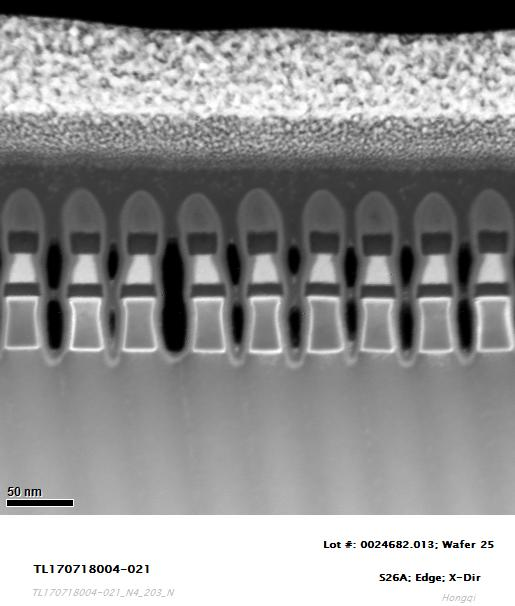 50 nm
Lot #: 0024682.013; Wafer 25
TL170718004-021
S26A; Edge; X-Dir
TL170718004-021_N4_203_N
Hongqi